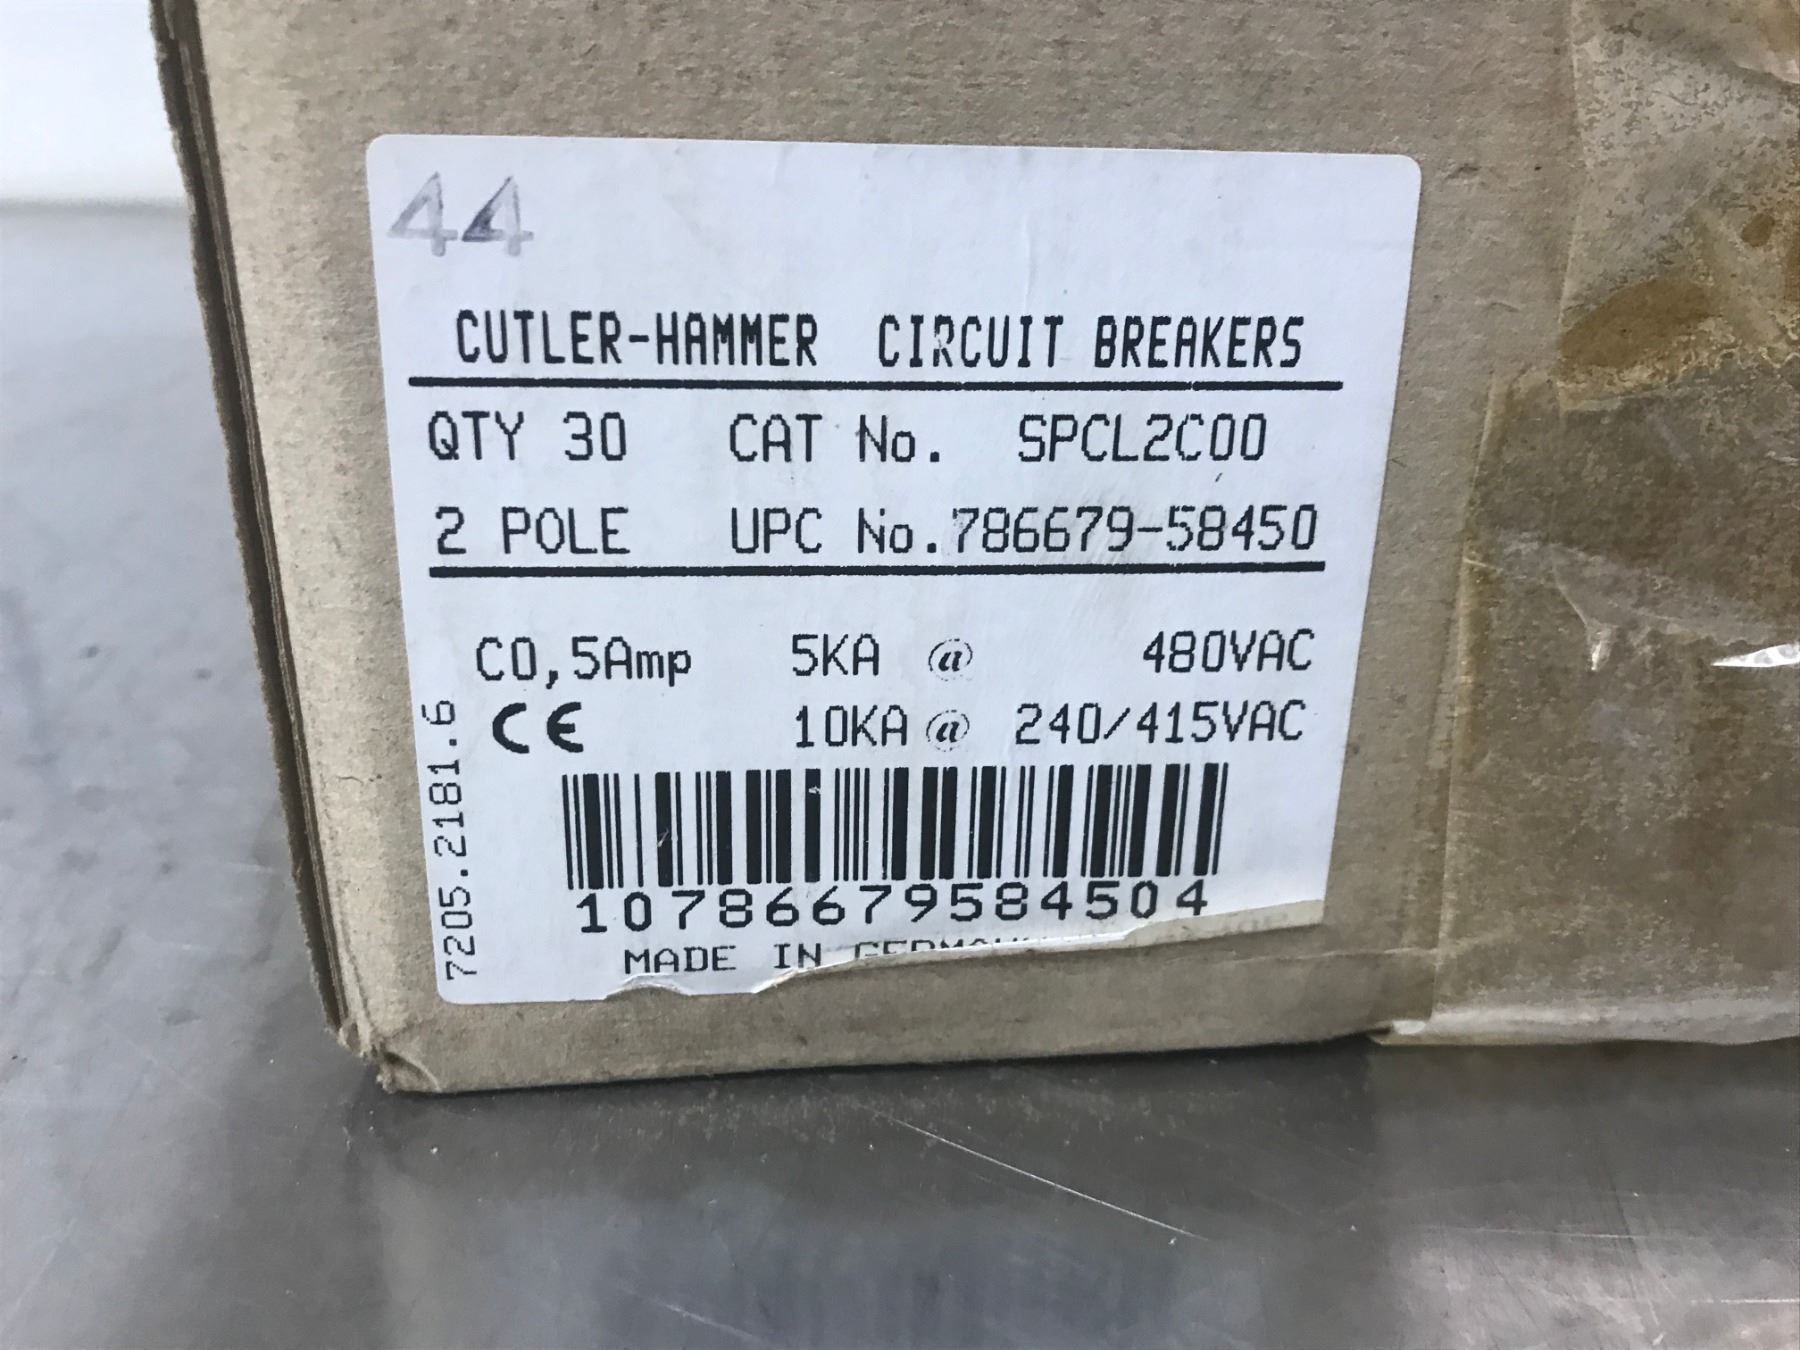 44
CUTLER-HAMMER CIRCUIT BREAKERS
QTY 30 CAT No. SPCL2C00
2 POLE UPC No.786679-58450
C0,5Amp 5KA @ 480VAC
CE 10KA @ 240/415VAC
7205.2181.6
10786679584504
MADE IN